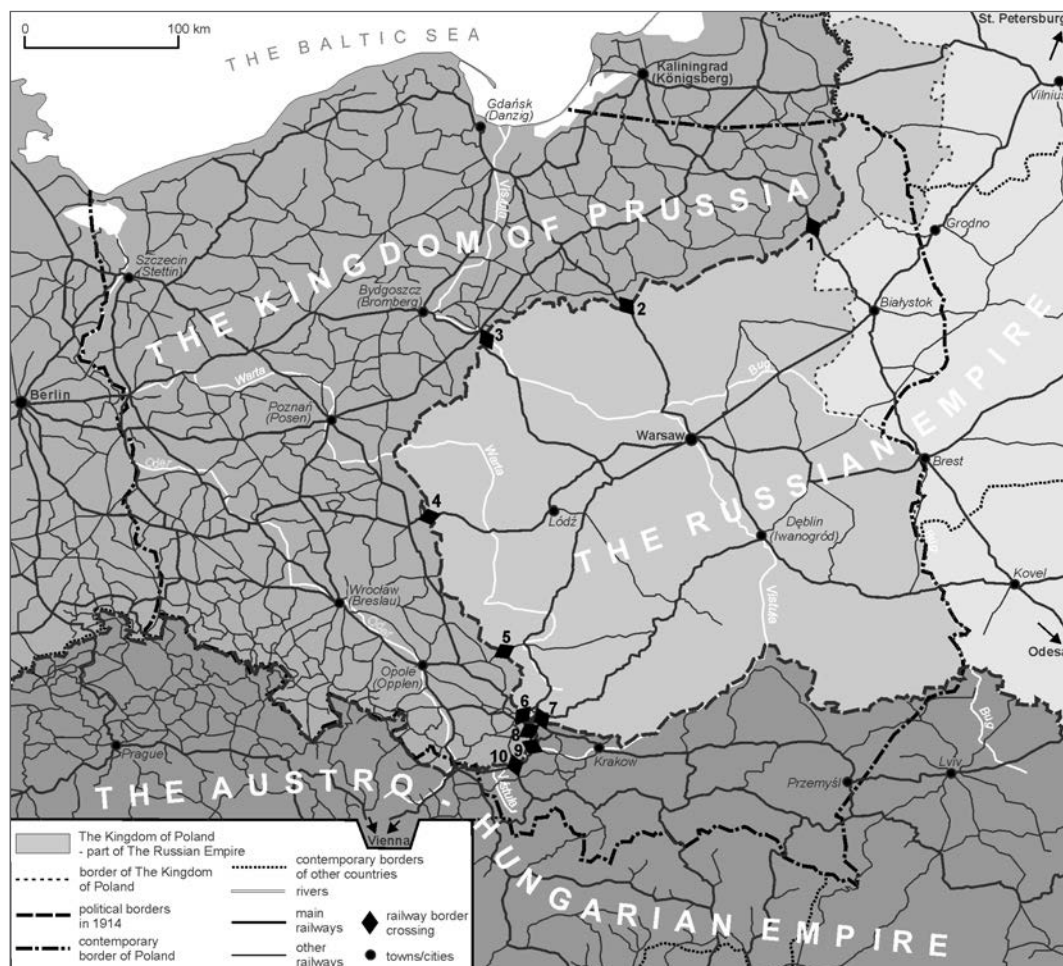 0 100 km
THE BALTIC SEA
St. Petersburg
Kaliningrad
(Königsberg)
Vilnius
Gdańsk
(Danzig)
Vistula
THE KINGDOM OF PRUSSIA
1
Grodno
Szczecin
(Stettin)
Bydgoszcz
(Bromberg)
2
Białystok
3
Berlin
Warta
Bug
Poznań
(Posen)
Warsaw
THE RUSSIAN EMPIRE
Oder
Warta
Brest
4
Łódź
Dęblin
(Iwanogród)
Wrocław
(Breslau)
Oder
Vistula
Kovel
5
Opole
(Opplen)
Odesa
6
7
8
9
10
Bug
Prague
Krakow
Przemyśl
Lviv
Vistula
THE AUSTRO - HUNGARIAN EMPIRE
Vienna
The Kingdom of Poland
- part of The Russian Empire
border of The Kingdom
of Poland
political borders
in 1914
contemporary
border of Poland
contemporary borders
of other countries
rivers
main
railways
other
railways
railway border
crossing
towns/cities